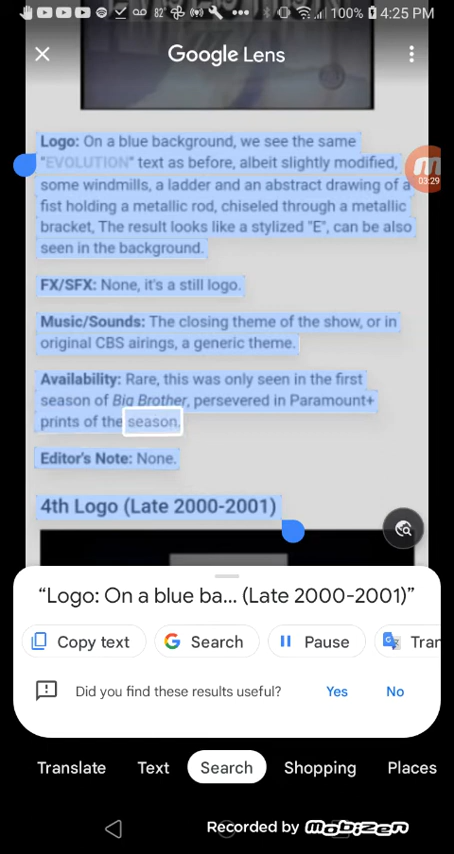 82° 100% 4:25 PM
Google Lens
Logo: On a blue background, we see the same
"EVOLUTION" text as before, albeit slightly modified,
some windmills, a ladder and an abstract drawing of a
fist holding a metallic rod, chiseled through a metallic
bracket, The result looks like a stylized "E", can be also
seen in the background.
03:29
FX/SFX: None, it's a still logo.
Music/Sounds: The closing theme of the show, or in
original CBS airings, a generic theme.
Availability: Rare, this was only seen in the first
season of Big Brother, persevered in Paramount+
prints of the season.
Editor's Note: None.
4th Logo (Late 2000-2001)
“Logo: On a blue ba... (Late 2000-2001)”
Copy text Search Pause Tran
Did you find these results useful? Yes No
Translate Text Search Shopping Places
Recorded by Mobizen